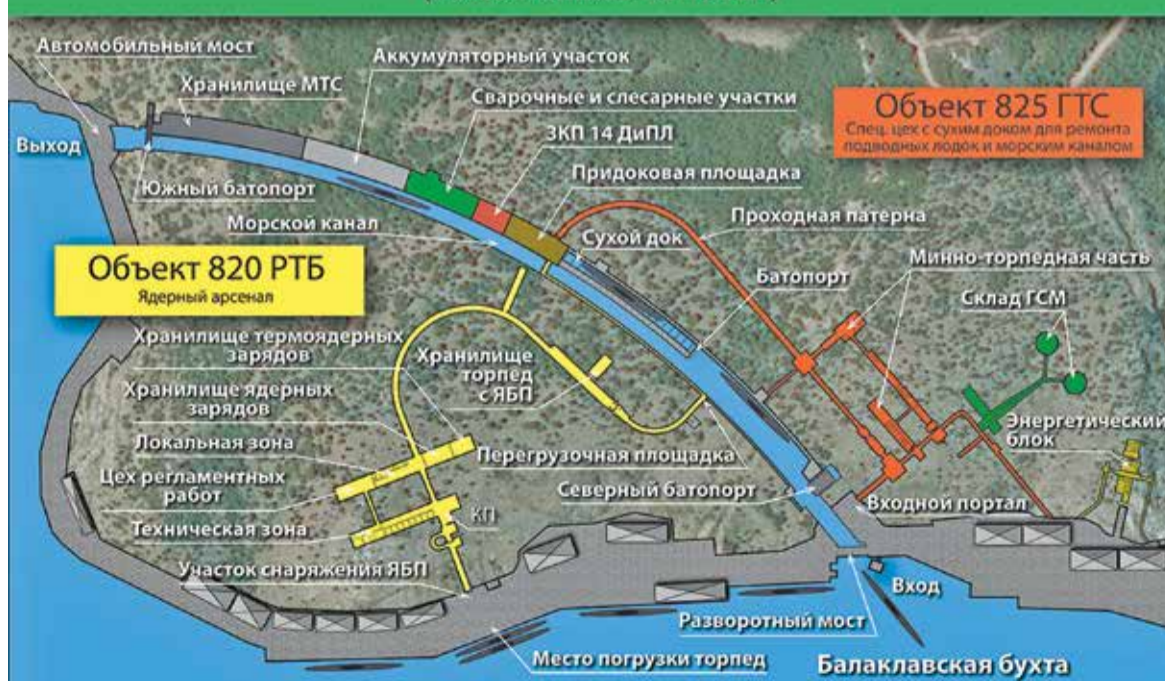 Автомобильный мост
Аккумуляторный участок
Хранилище МТС
Сварочные и слесарные участки
Объект 825 ГТС
Спец. цех с сухим доком для ремонта
подводных лодок и морским каналом
ЗКП 14 ДиПЛ
Выход
Придоковая площадка
Южный батопорт
Проходная патерна
Морской канал
Сухой док
Минно-торпедная часть
Объект 820 РТБ
Ядерный арсенал
Батопорт
Склад ГСМ
Хранилище термоядерных
зарядов
Хранилище
торпед
с ЯБП
Хранилище ядерных
зарядов
Энергетический
блок
Локальная зона
Перегрузочная площадка
Цех регламентных
работ
Северный батопорт
Входной портал
КП
Техническая зона
Участок снаряжения ЯБП
Вход
Разворотный мост
Место погрузки торпед
Балаклавская бухта